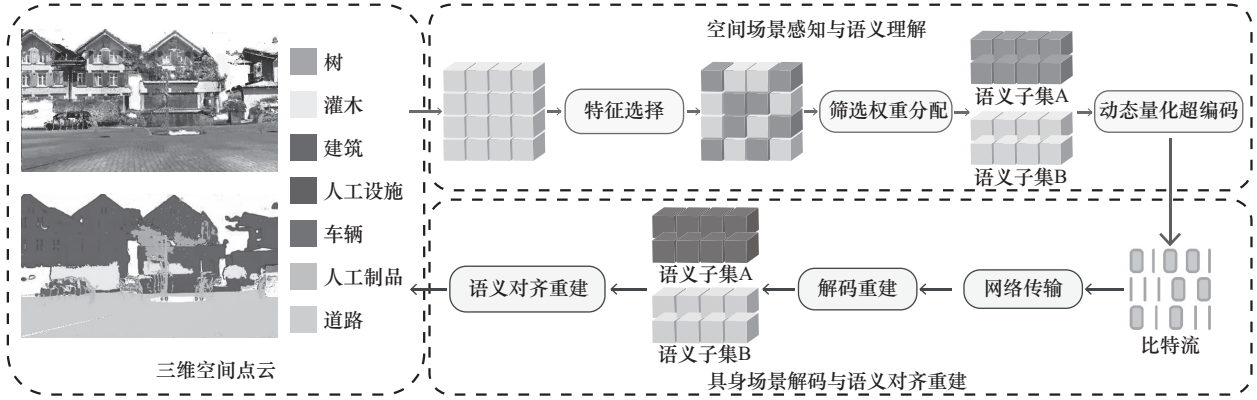 树
灌木
建筑
人工设施
车辆
人工制品
道路
三维空间点云
空间场景感知与语义理解
特征选择
筛选权重分配
语义子集A
语义子集B
动态量化超编码
比特流
网络传输
解码重建
语义子集A
语义子集B
语义对齐重建
具身场景解码与语义对齐重建